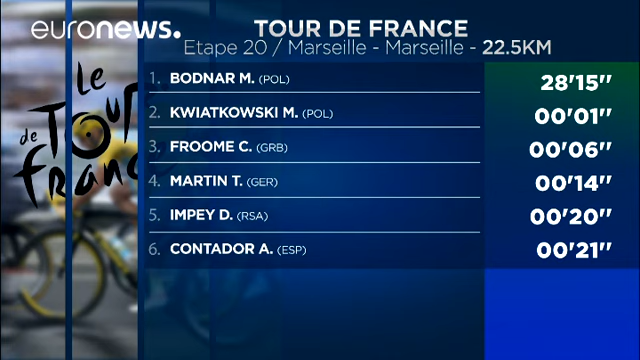 euronews.
TOUR DE FRANCE
Etape 20 / Marseille - Marseille - 22.5KM
Le
Tour
de
france
1. BODNAR M. (POL) 28'15''
2. KWIATKOWSKI M. (POL) 00'01''
3. FROOME C. (GRB) 00'06''
4. MARTIN T. (GER) 00'14''
5. IMPEY D. (RSA) 00'20''
6. CONTADOR A. (ESP) 00'21''